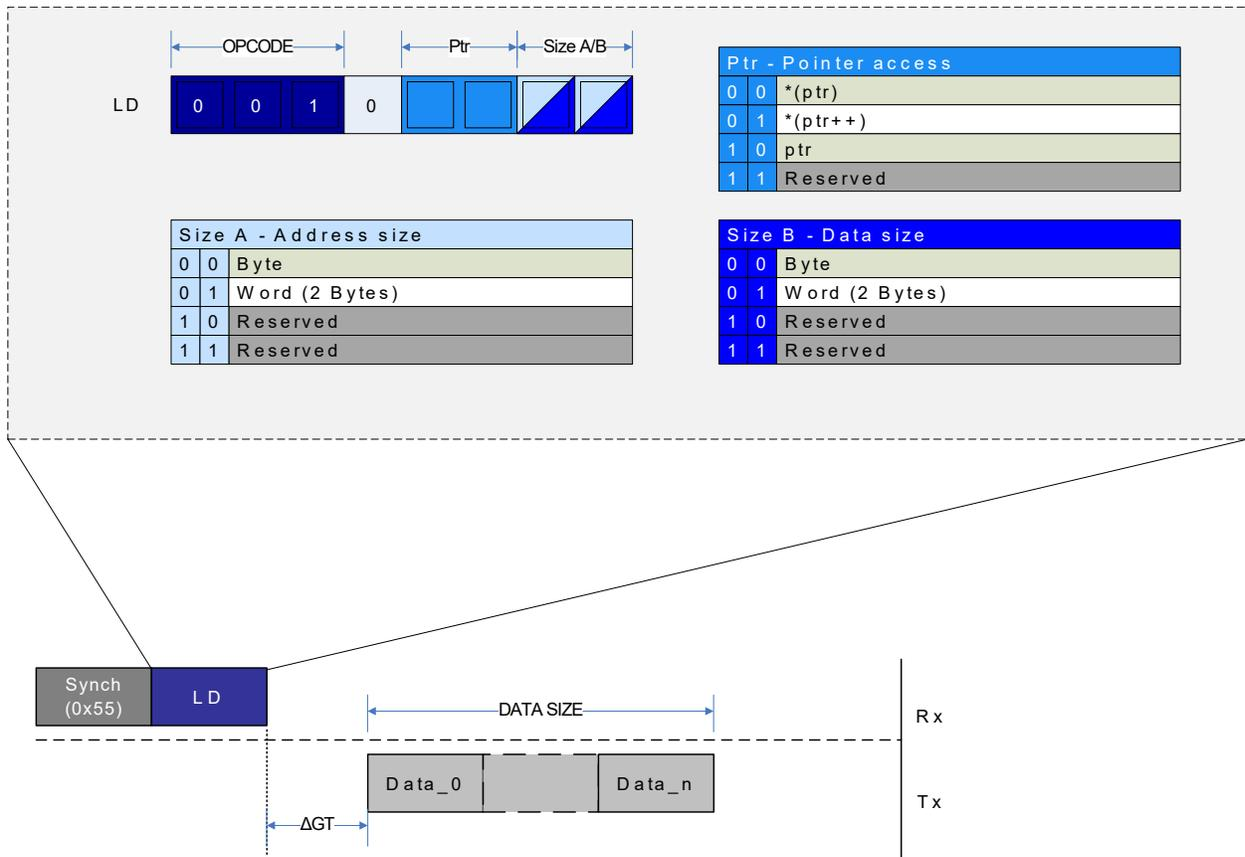 OPCODE Ptr Size A/B
LD 0 0 1 0
Ptr - Pointer access
0 0 *(ptr)
0 1 *(ptr++)
1 0 ptr
1 1 Reserved
Size A - Address size
0 0 Byte
0 1 Word (2 Bytes)
1 0 Reserved
1 1 Reserved
Size B - Data size
0 0 Byte
0 1 Word (2 Bytes)
1 0 Reserved
1 1 Reserved
Synch
(0x55)
LD
DATA SIZE
Rx
Data_0 Data_n
Tx
ΔGT